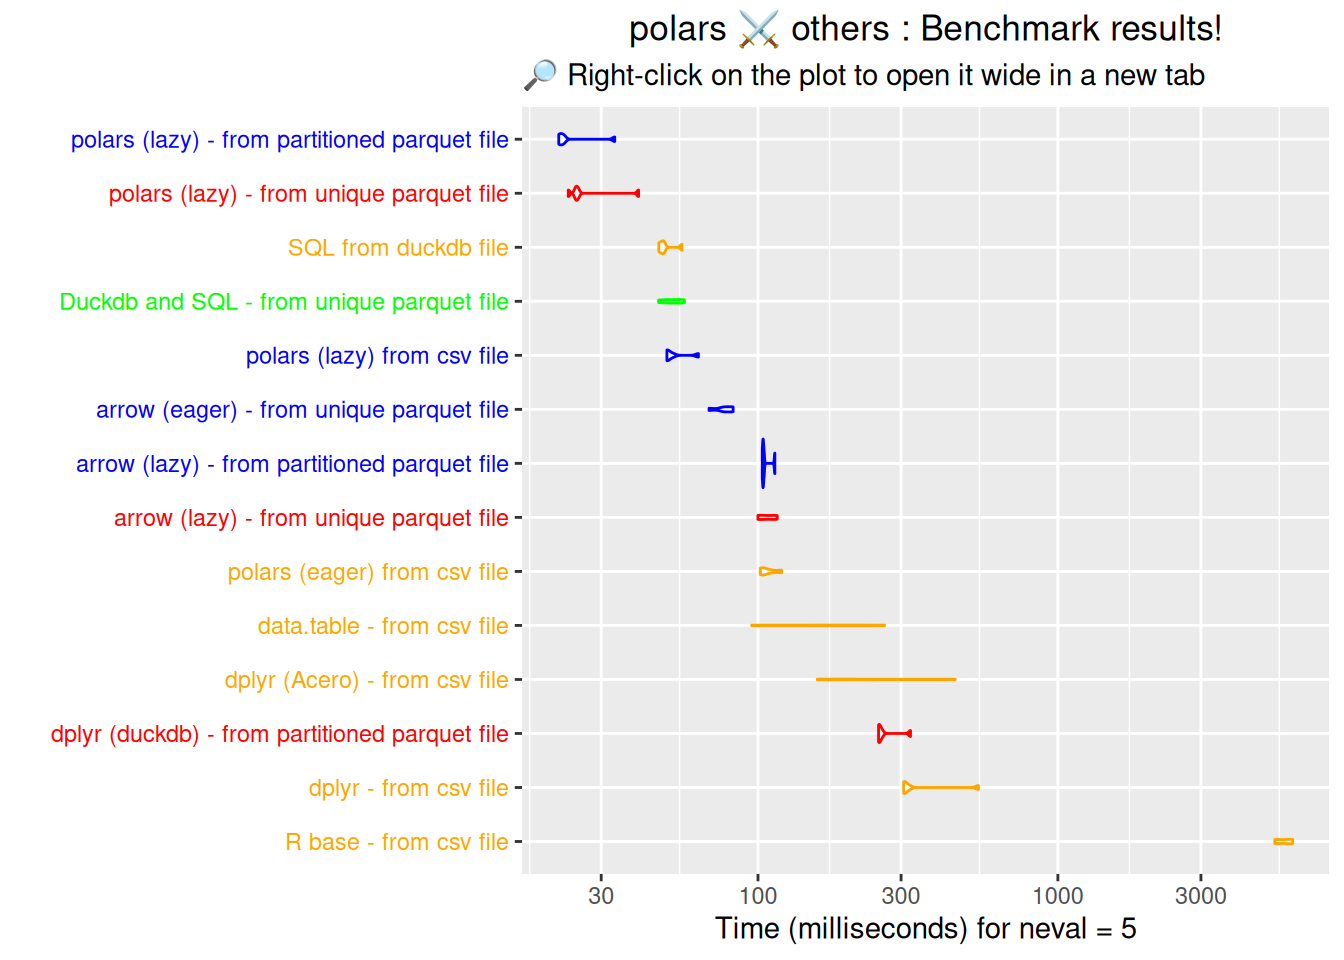 polars ⚔️ others : Benchmark results!
🔎 Right-click on the plot to open it wide in a new tab
polars (lazy) - from partitioned parquet file
polars (lazy) - from unique parquet file
SQL from duckdb file
Duckdb and SQL - from unique parquet file
polars (lazy) from csv file
arrow (eager) - from unique parquet file
arrow (lazy) - from partitioned parquet file
arrow (lazy) - from unique parquet file
polars (eager) from csv file
data.table - from csv file
dplyr (Acero) - from csv file
dplyr (duckdb) - from partitioned parquet file
dplyr - from csv file
R base - from csv file
30 100 300 1000 3000
Time (milliseconds) for neval = 5